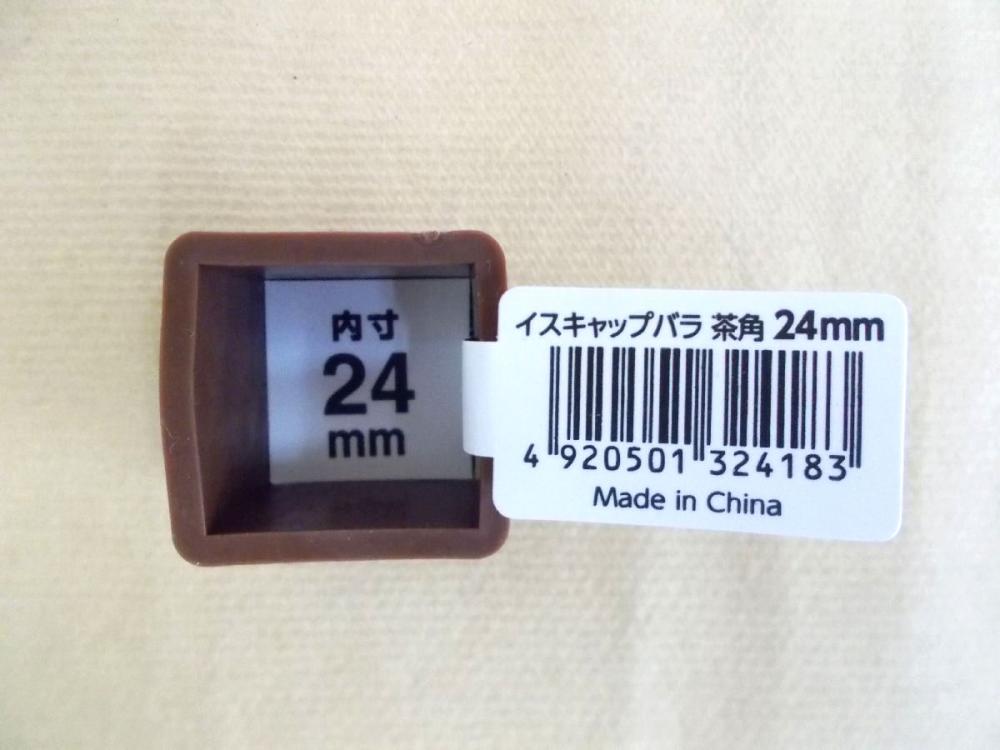 内寸
24
mm
イスキャップバラ 茶角 24mm
4 920501 324183
Made in China